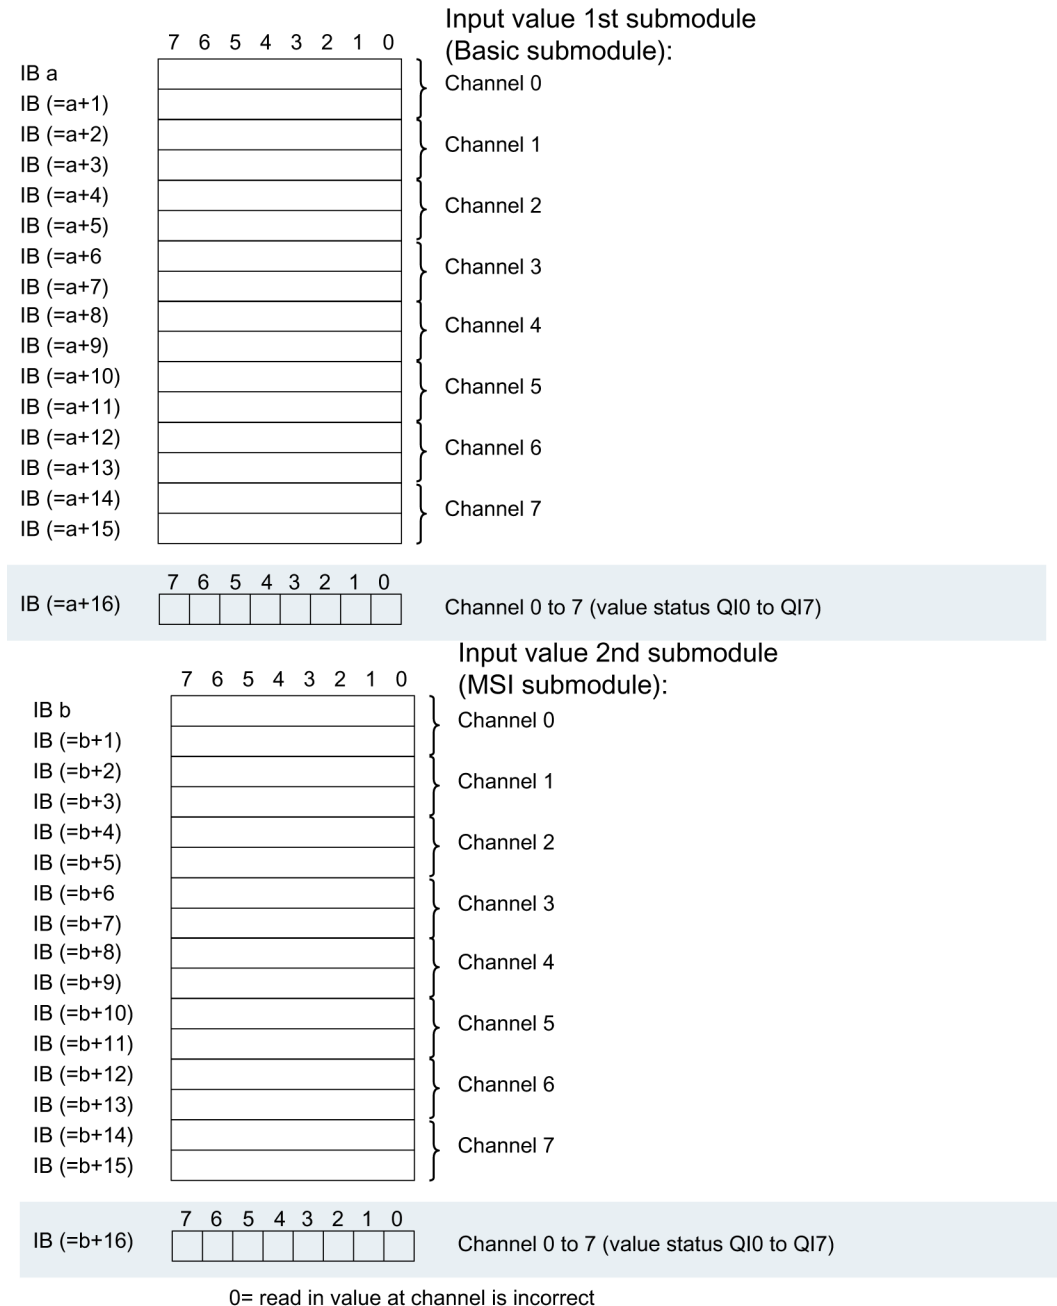 Input value 1st submodule
(Basic submodule):
7 6 5 4 3 2 1 0
IB a
Channel 0
IB (=a+1)
IB (=a+2)
Channel 1
IB (=a+3)
IB (=a+4)
Channel 2
IB (=a+5)
IB (=a+6
Channel 3
IB (=a+7)
IB (=a+8)
Channel 4
IB (=a+9)
IB (=a+10)
Channel 5
IB (=a+11)
IB (=a+12)
Channel 6
IB (=a+13)
IB (=a+14)
Channel 7
IB (=a+15)
7 6 5 4 3 2 1 0
IB (=a+16) Channel 0 to 7 (value status QI0 to QI7)
Input value 2nd submodule
(MSI submodule):
7 6 5 4 3 2 1 0
IB b
Channel 0
IB (=b+1)
IB (=b+2)
Channel 1
IB (=b+3)
IB (=b+4)
Channel 2
IB (=b+5)
IB (=b+6
Channel 3
IB (=b+7)
IB (=b+8)
Channel 4
IB (=b+9)
IB (=b+10)
Channel 5
IB (=b+11)
IB (=b+12)
Channel 6
IB (=b+13)
IB (=b+14)
Channel 7
IB (=b+15)
7 6 5 4 3 2 1 0
IB (=b+16) Channel 0 to 7 (value status QI0 to QI7)
0= read in value at channel is incorrect